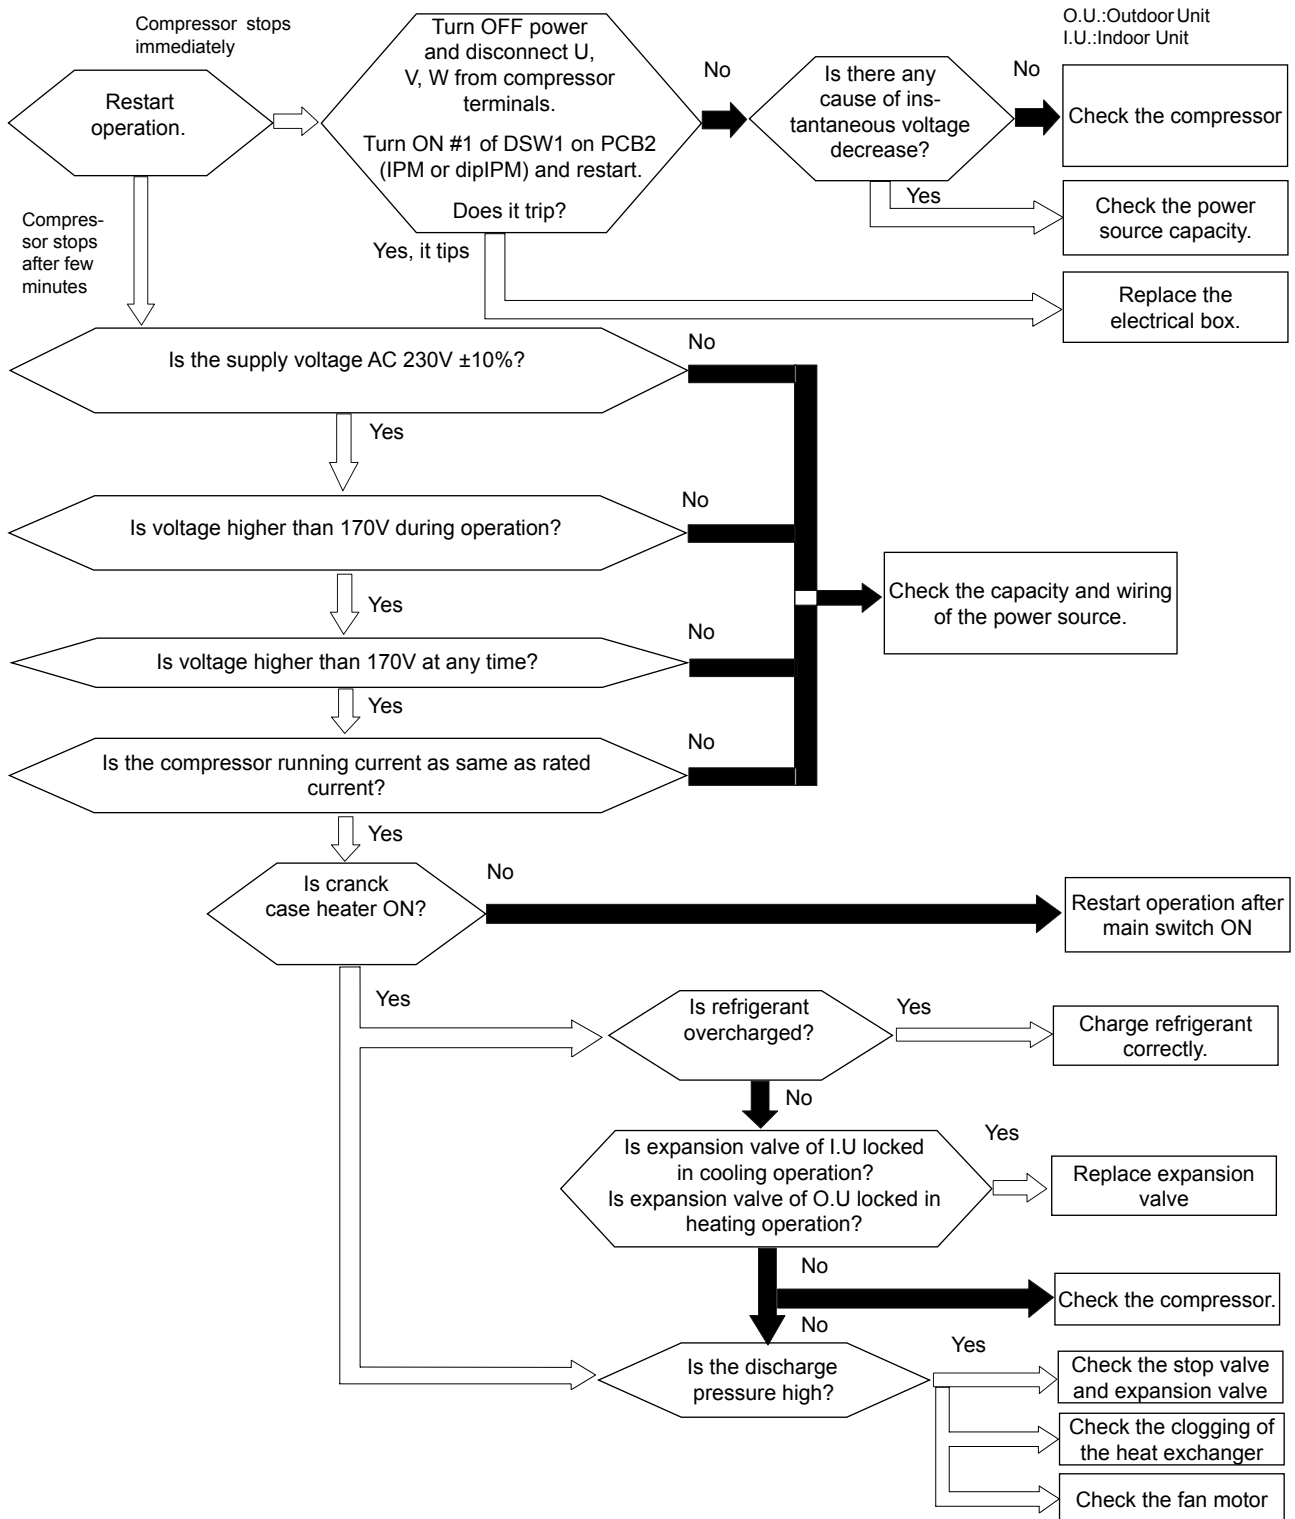 Compressor stops
immediately
Turn OFF power
and disconnect U,
V, W from compressor
terminals.
Turn ON #1 of DSW1 on PCB2
(IPM or dipIPM) and restart.
Does it trip?
O.U.:Outdoor Unit
I.U.:Indoor Unit
Restart
operation.
No
Is there any
cause of ins-
tantaneous voltage
decrease?
No
Check the compressor
Yes
Check the power
source capacity.
Compres-
sor stops
after few
minutes
Yes, it tips
Replace the
electrical box.
Is the supply voltage AC 230V ±10%?
No
Yes
Is voltage higher than 170V during operation?
No
Yes
Check the capacity and wiring
of the power source.
Is voltage higher than 170V at any time?
No
Yes
Is the compressor running current as same as rated
current?
No
Yes
Is cranck
case heater ON?
No
Restart operation after
main switch ON
Yes
Is refrigerant
overcharged?
Yes
Charge refrigerant
correctly.
No
Is expansion valve of I.U locked
in cooling operation?
Is expansion valve of O.U locked in
heating operation?
Yes
Replace expansion
valve
No
Check the compressor.
No
Is the discharge
pressure high?
Yes
Check the stop valve
and expansion valve
Check the clogging of
the heat exchanger
Check the fan motor